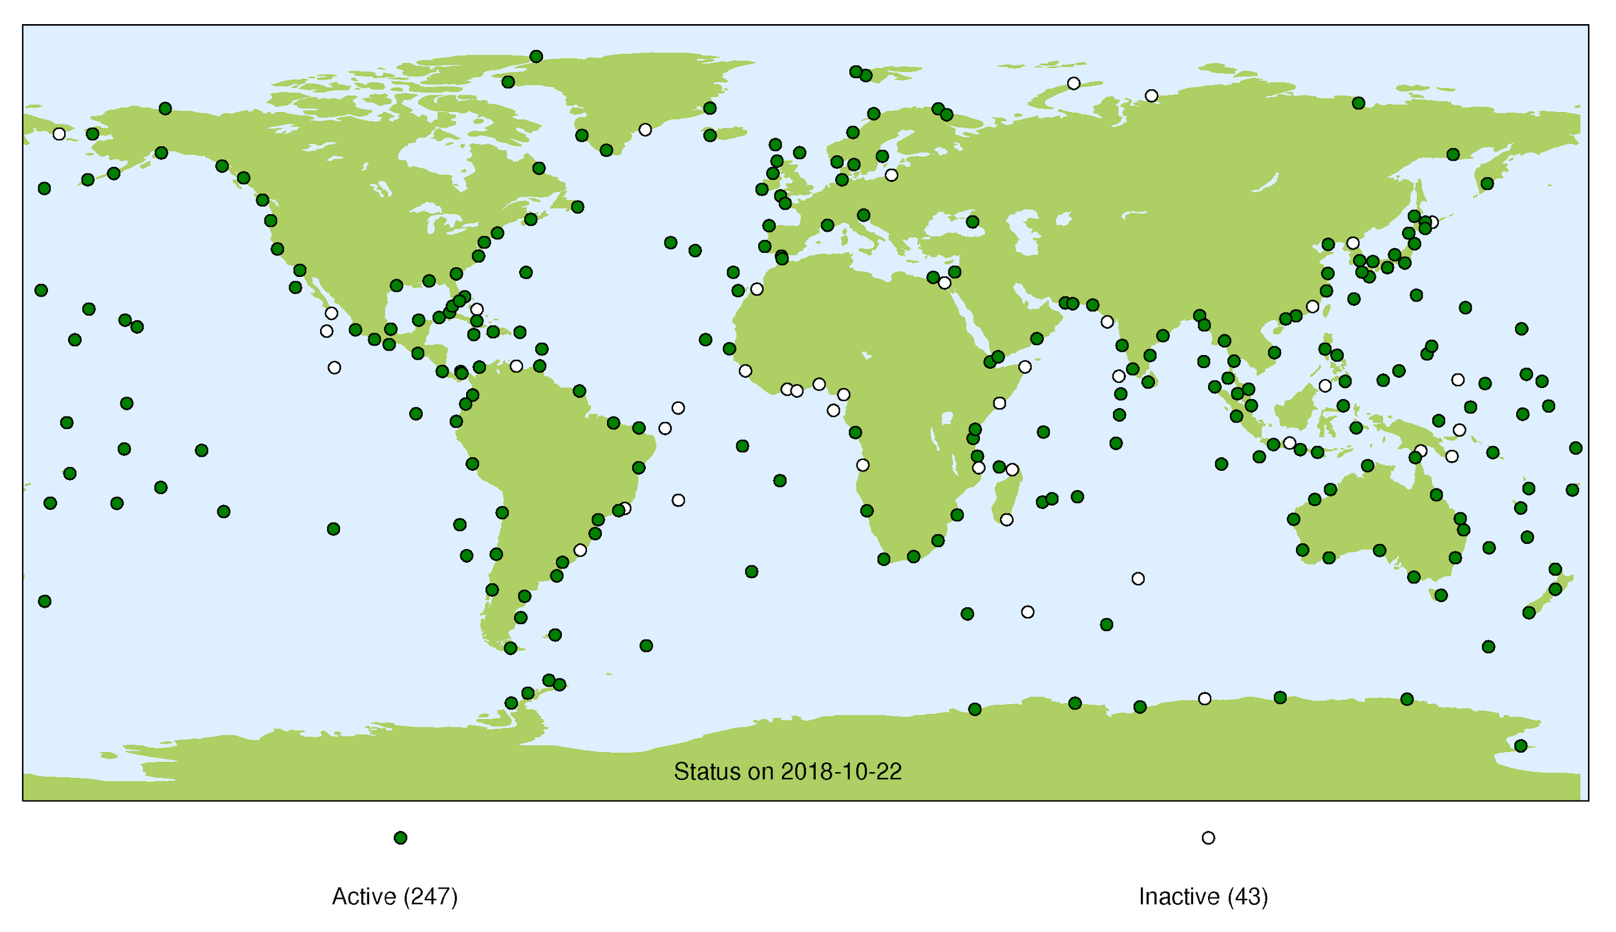 Status on 2018-10-22
Active (247)
Inactive (43)